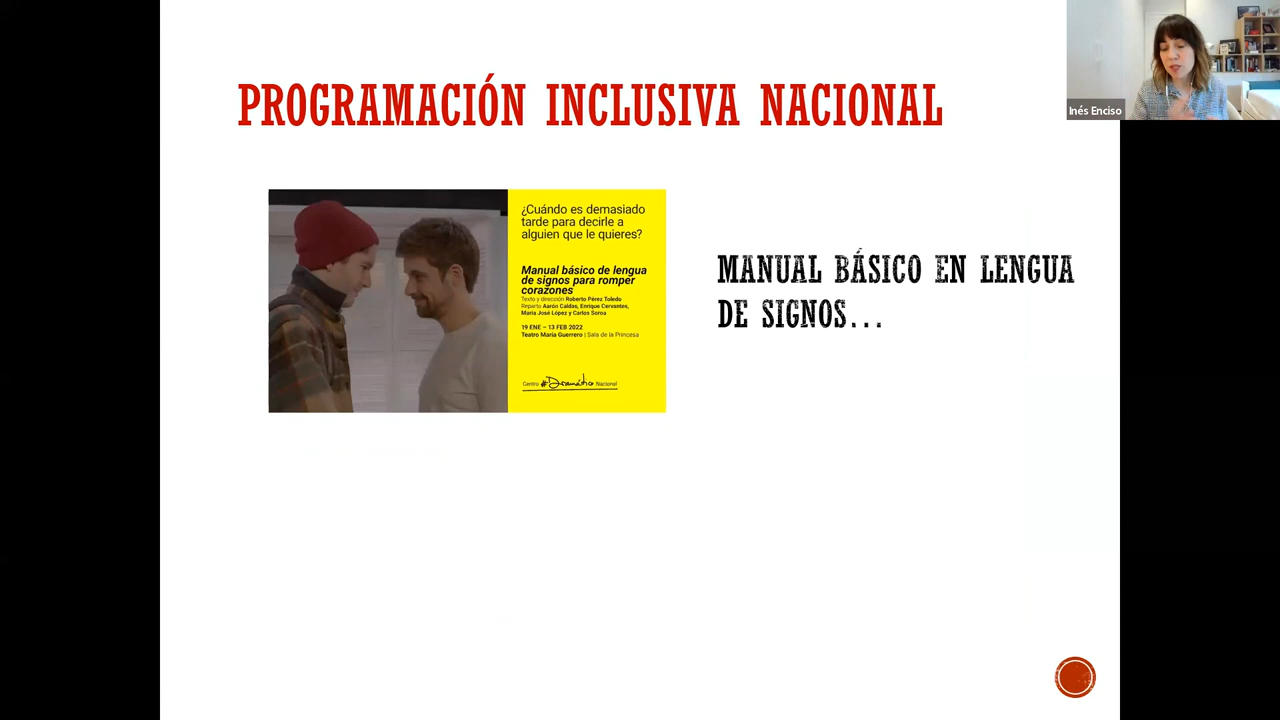 PROGRAMACIÓN INCLUSIVA NACIONAL
Inés Enciso
¿Cuándo es demasiado
tarde para decirle a
alguien que le quieres?
Manual básico de lengua
de signos para romper
corazones
Texto y dirección Roberto Pérez Toledo
Reparto Aarón Caldas, Enrique Cervantes,
María José López y Carlos Soroa
19 ENE – 13 FEB 2022
Teatro María Guerrero | Sala de la Princesa
Centro #Dramático Nacional
MANUAL BÁSICO EN LENGUA
DE SIGNOS...